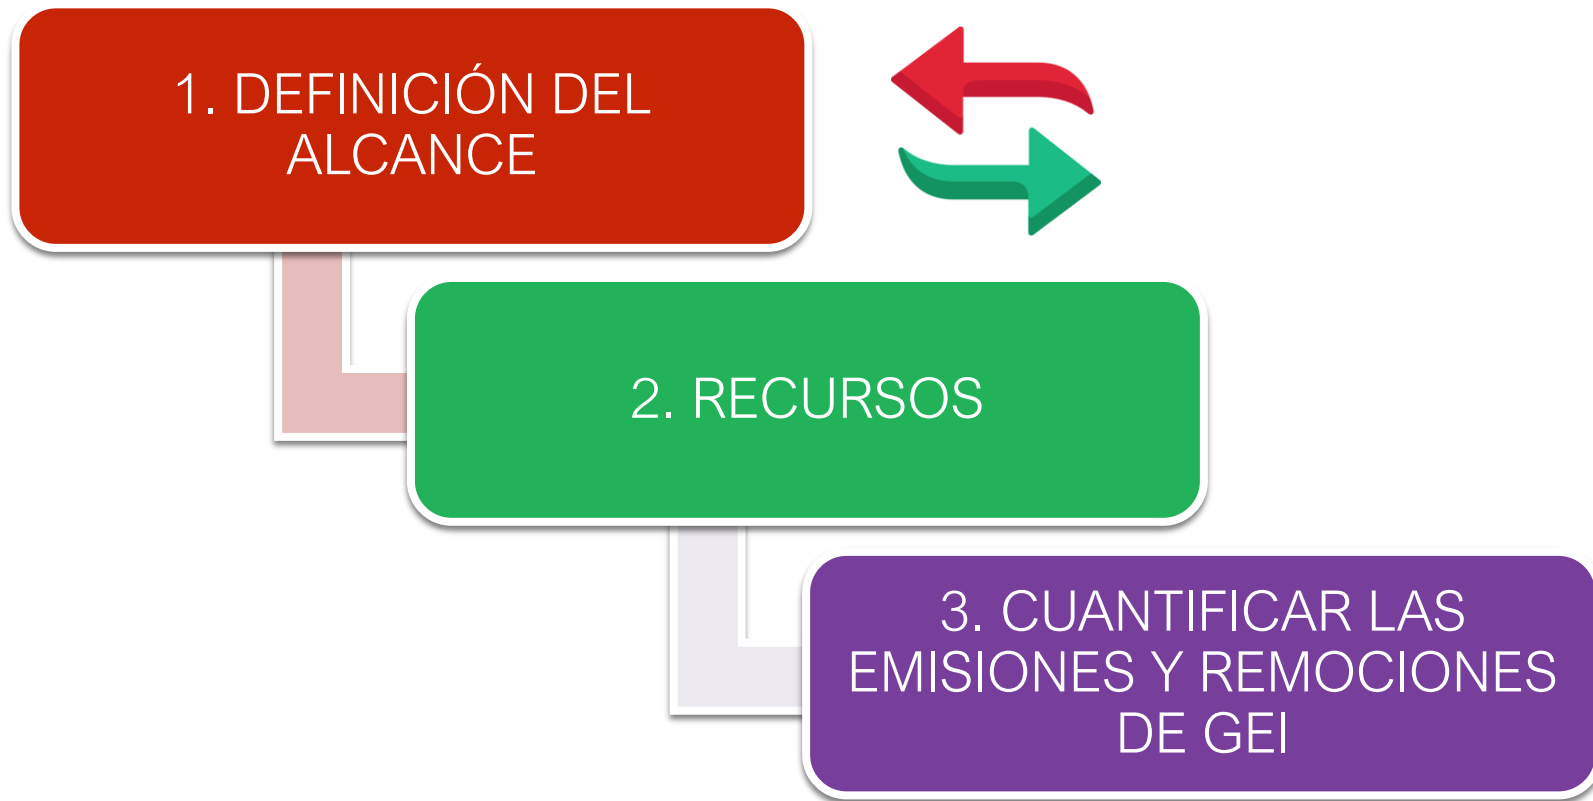 1. DEFINICIÓN DEL
ALCANCE
2. RECURSOS
3. CUANTIFICAR LAS
EMISIONES Y REMOCIONES
DE GEI